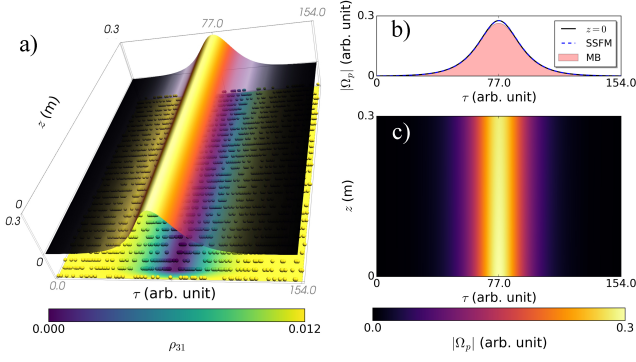 a)
0.3
77.0
154.0
z (m)
0
0.3
0
0.0
τ (arb. unit)
154.0
0.000
0.012
ρ31
b)
0.3
|Ωp| (arb. unit)
0
0
77.0
154.0
τ (arb. unit)
z = 0
SSFM
MB
c)
0.3
z (m)
0
0
77.0
154.0
τ (arb. unit)
0.0
0.3
|Ωp| (arb. unit)